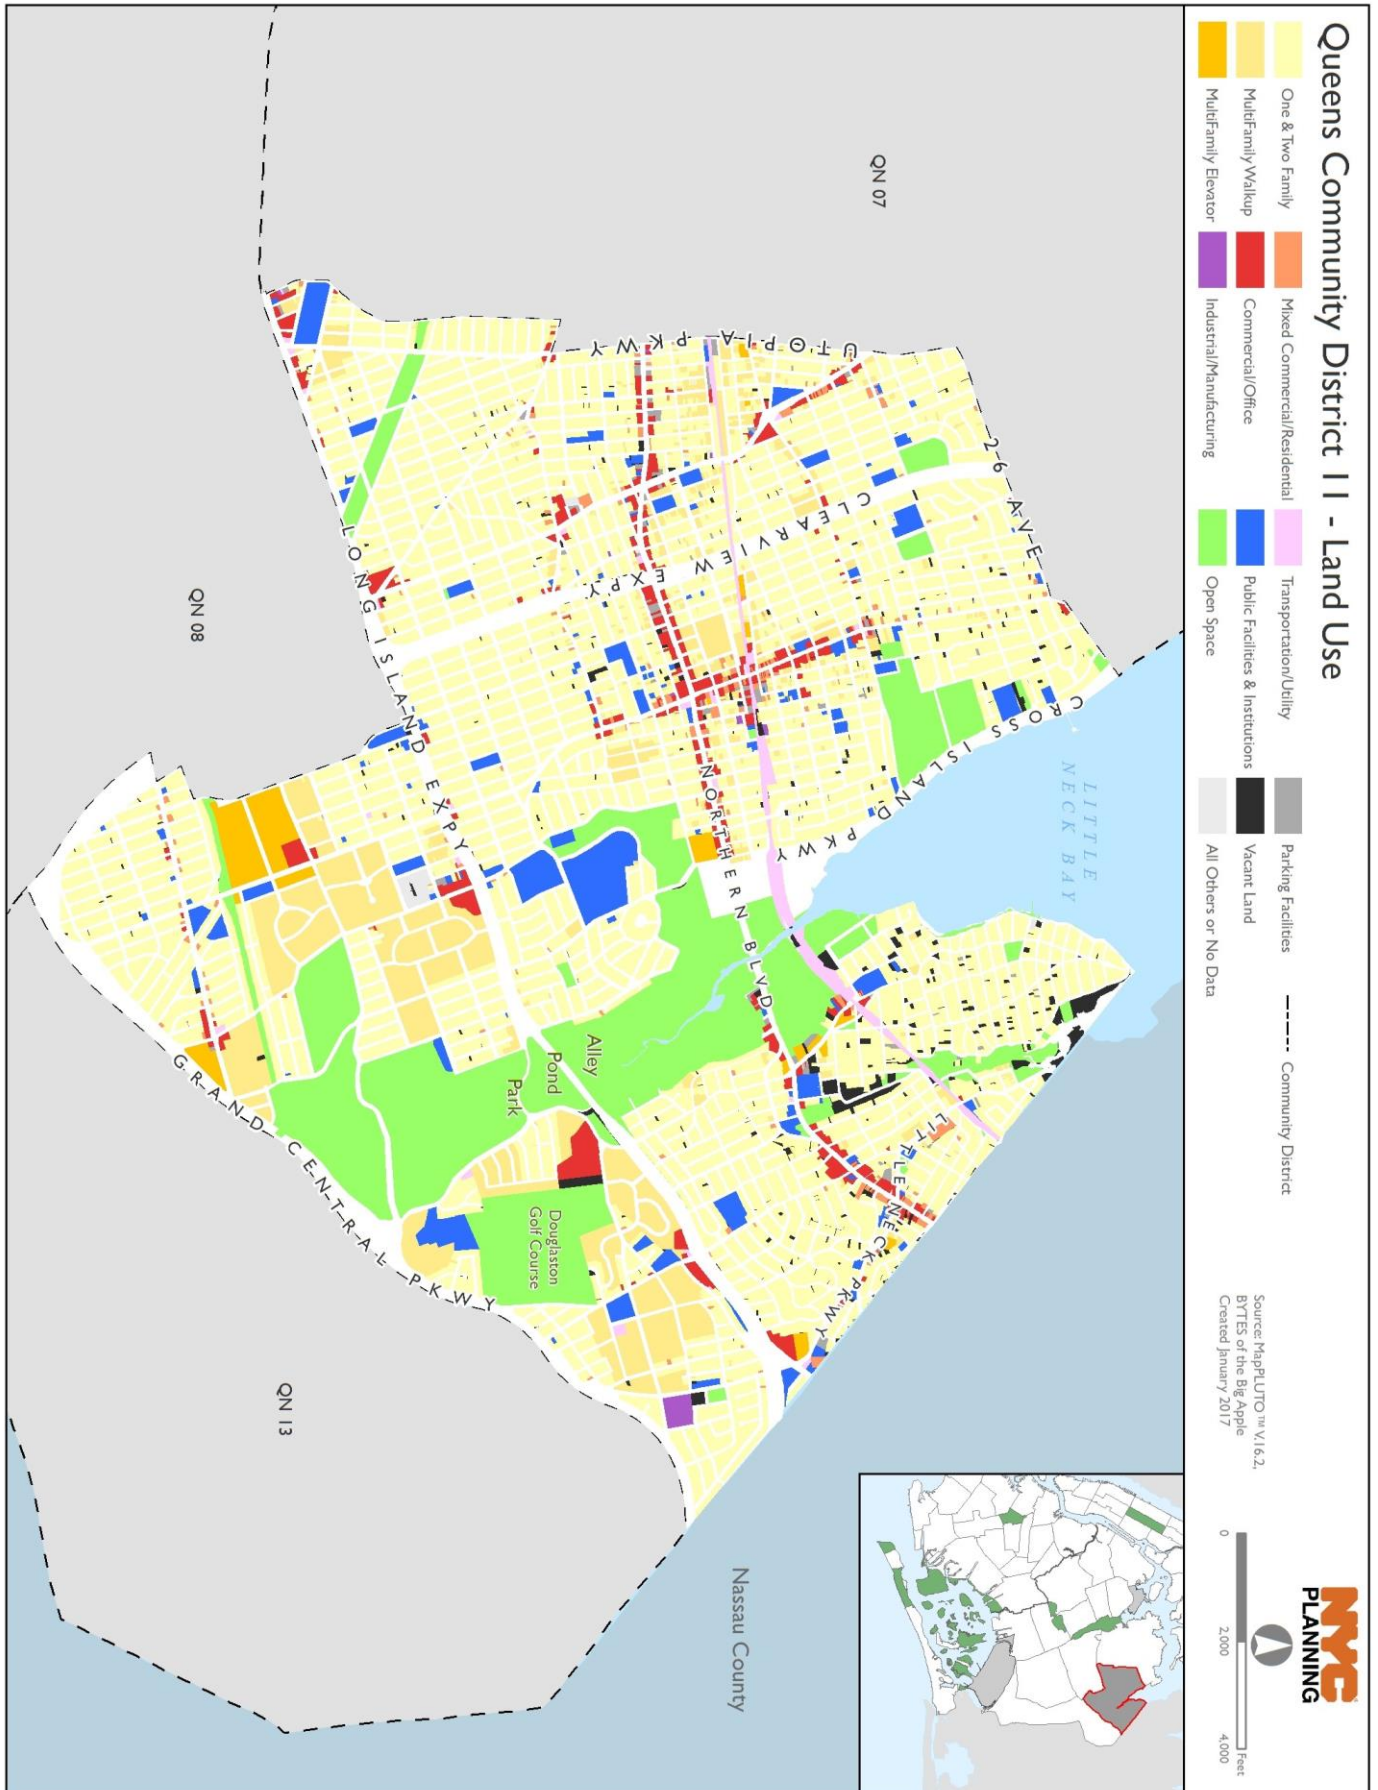 Queens Community District 11 - Land Use
One & Two Family
MultiFamily Walkup
MultiFamily Elevator
Mixed Commercial/Residential
Commercial/Office
Industrial/Manufacturing
Transportation/Utility
Public Facilities & Institutions
Open Space
Parking Facilities
Vacant Land
All Others or No Data
Community District
Source: MapPLUTO™ V.16.2,
BYTES of the Big Apple
Created January 2017
NYC
PLANNING
0 2,000 4,000
Feet
QN 07
26 AVE
UTOPIA PKWY
CLEARVIEW EXPY
CROSS ISLAND PKWY
LITTLE
NECK BAY
NORTHERN BLVD
LITTLE NECK PKWY
LONG ISLAND EXPY
Alley
Pond
Park
Douglaston
Golf Course
GRAND CENTRAL PKWY
QN 08
QN 13
Nassau County